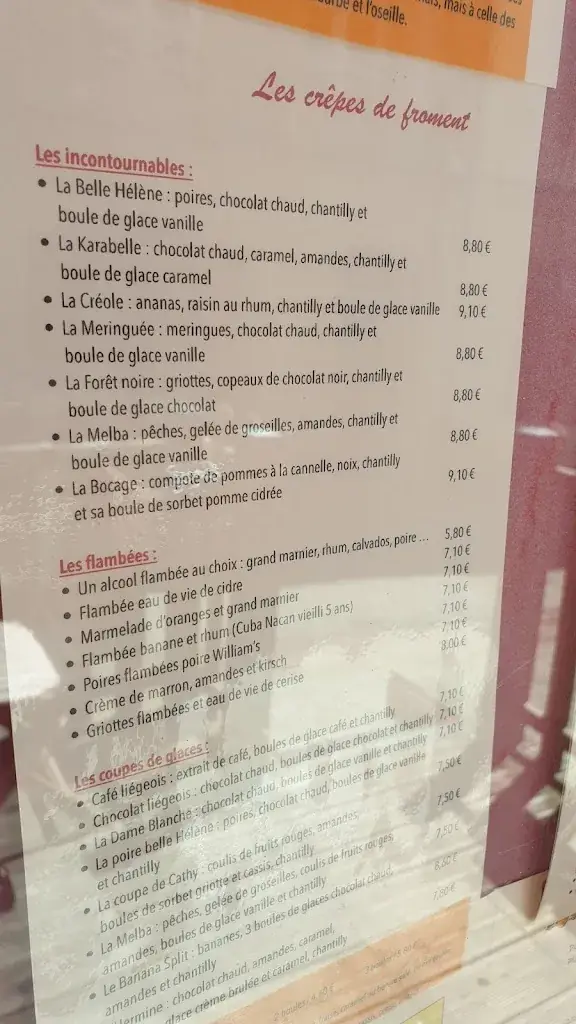 et l'oseille.
mais à celle des
Les crêpes de froment
Les incontournables :
• La Belle Hélène : poires, chocolat chaud, chantilly et
boule de glace vanille 8,80 €
• La Karabelle : chocolat chaud, caramel, amandes, chantilly et
boule de glace caramel 8,80 €
• La Créole : ananas, raisin au rhum, chantilly et boule de glace vanille 9,10 €
• La Meringuée : meringues, chocolat chaud, chantilly et
boule de glace vanille 8,80 €
• La Forêt noire : griottes, copeaux de chocolat noir, chantilly et
boule de glace chocolat 8,80 €
• La Melba : pêches, gelée de groseilles, amandes, chantilly et
boule de glace vanille 8,80 €
• La Bocage : compote de pommes à la cannelle, noix, chantilly
et sa boule de sorbet pomme cidrée 9,10 €
Les flambées :
• Un alcool flambée au choix : grand marnier, rhum, calvados, poire ... 5,80 €
• Flambée eau de vie de cidre 7,10 €
• Marmelade d'oranges et grand marnier 7,10 €
• Flambée banane et rhum (Cuba Nacan vieilli 5 ans) 7,10 €
• Poires flambées poire William's 7,10 €
• Crème de marron, amandes et kirsch 7,10 €
• Griottes flambées et eau de vie de cerise 8,00 €
Les coupes de glaces :
• Café liégeois : extrait de café, boules de glace café et chantilly 7,10 €
• Chocolat liégeois : chocolat chaud, boules de glace chocolat et chantilly 7,10 €
• La Dame Blanche : chocolat chaud, boules de glace vanille et chantilly 7,10 €
• La poire belle Hélène : poires, chocolat chaud, boules de glace vanille
et chantilly 7,50 €
• La coupe de Cathy : coulis de fruits rouges, amandes,
boules de sorbet griotte et cassis, chantilly 7,50 €
• La Melba : pêches, gelée de groseilles, coulis de fruits rouges,
amandes, boules de glace vanille et chantilly 7,50 €
• Le Banana Split : bananes, 3 boules de glaces chocolat chaud,
amandes et chantilly
Hermine : chocolat chaud, amandes, caramel,
glace crème brulée et caramel, chantilly